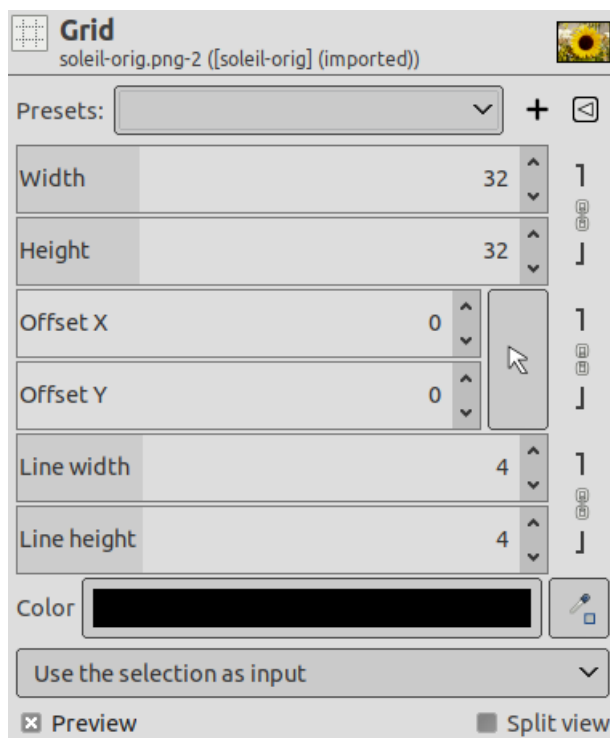 Grid
soleil-orig.png-2 ([soleil-orig] (imported))
Presets:
Width 32
Height 32
Offset X 0
Offset Y 0
Line width 4
Line height 4
Color
Use the selection as input
Preview Split view